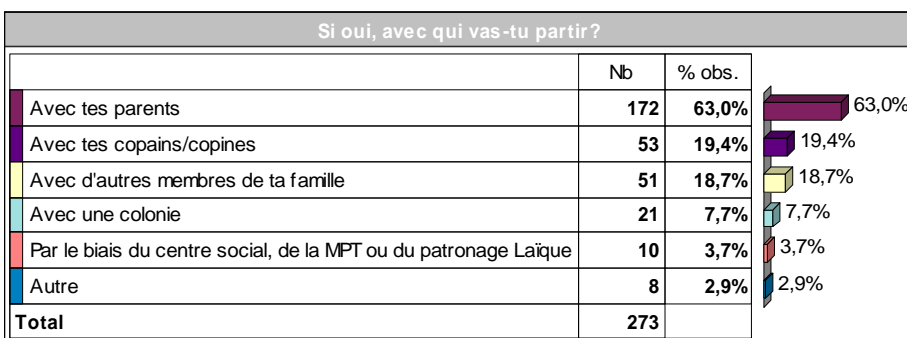 Si oui, avec qui vas-tu partir?
Nb % obs.
Avec tes parents 172 63,0% 63,0%
Avec tes copains/copines 53 19,4% 19,4%
Avec d'autres membres de ta famille 51 18,7% 18,7%
Avec une colonie 21 7,7% 7,7%
Par le biais du centre social, de la MPT ou du patronage Laïque 10 3,7% 3,7%
Autre 8 2,9% 2,9%
Total 273